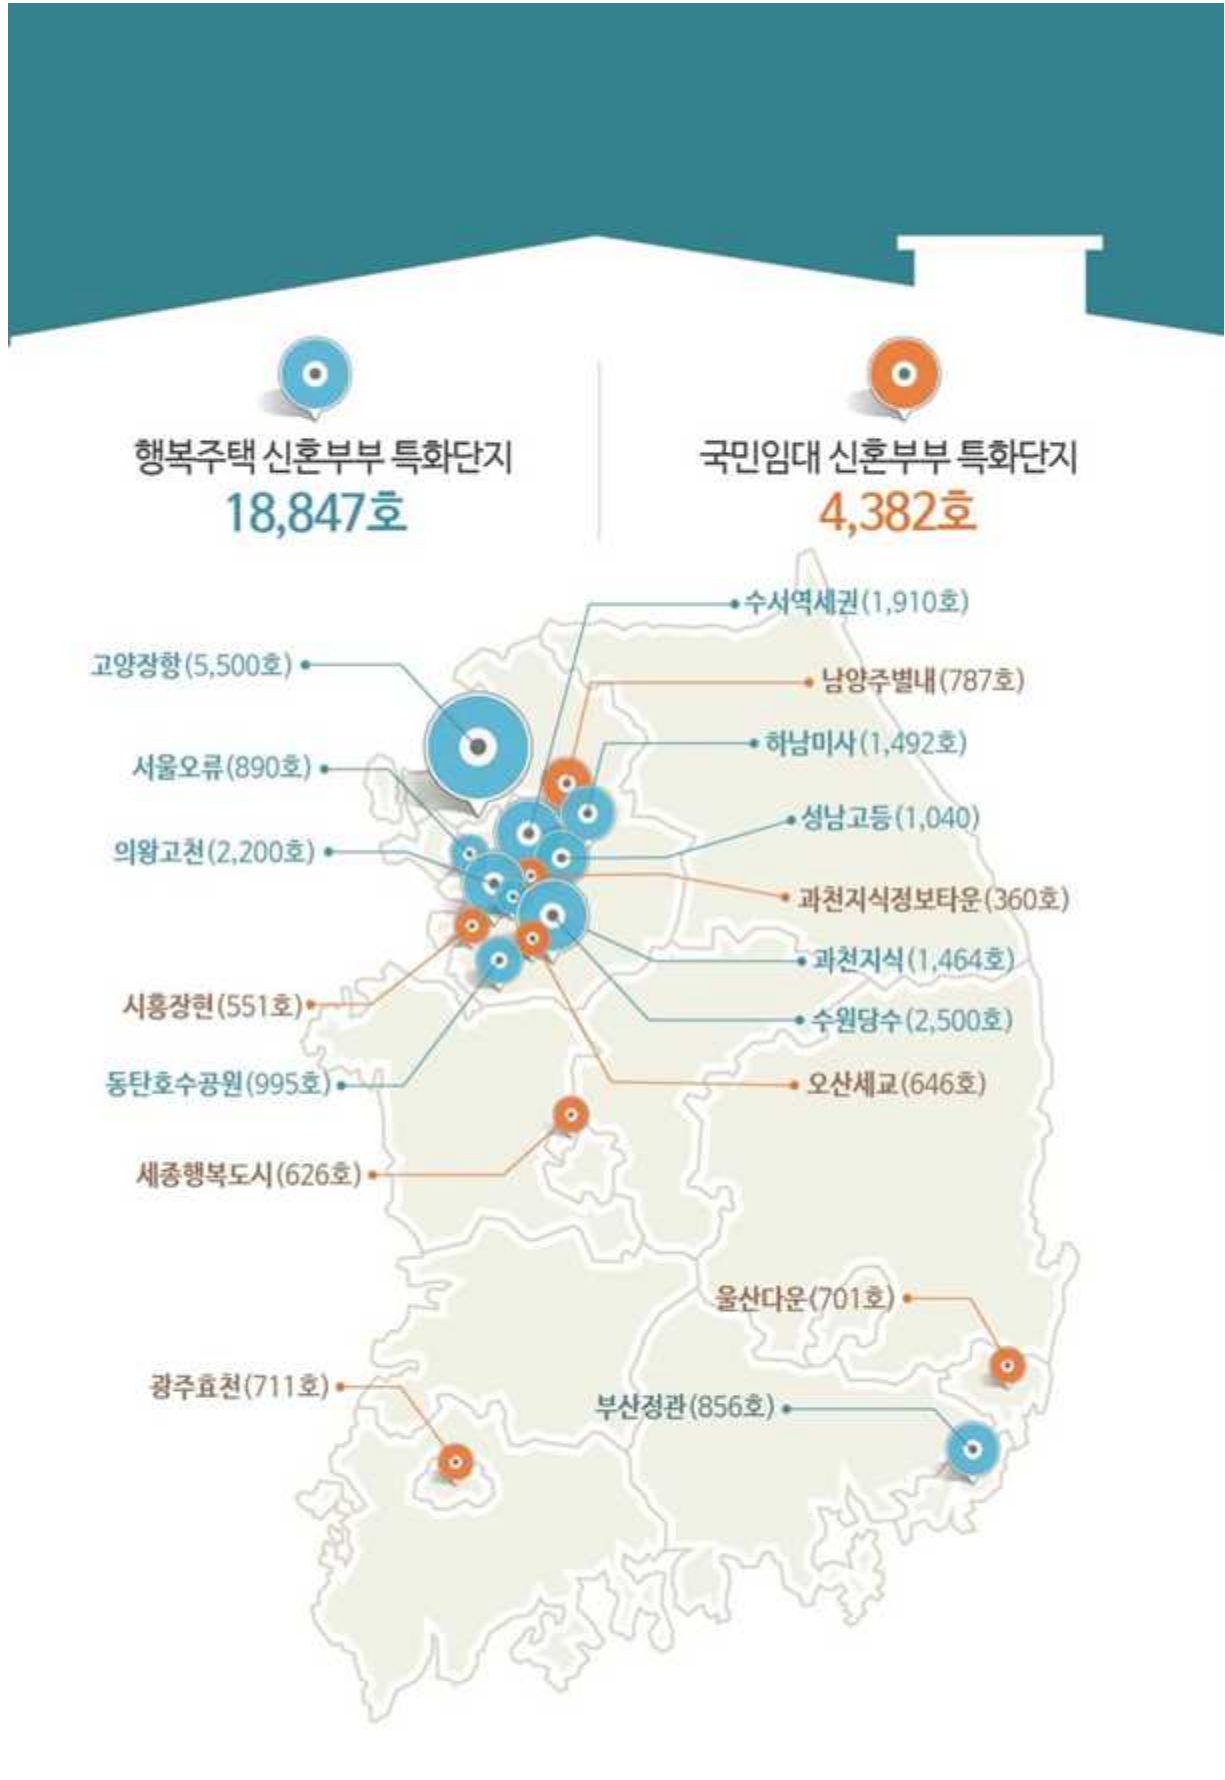 행복주택 신혼부부 특화단지
18,847호
국민임대 신혼부부 특화단지
4,382호
수서역세권(1,910호)
고양장항(5,500호)
남양주별내(787호)
하남미사(1,492호)
서울오류(890호)
성남고등(1,040)
의왕고천(2,200호)
과천지식정보타운(360호)
과천지식(1,464호)
시흥장현(551호)
수원당수(2,500호)
동탄호수공원(995호)
오산세교(646호)
세종행복도시(626호)
울산다운(701호)
광주효천(711호)
부산정관(856호)